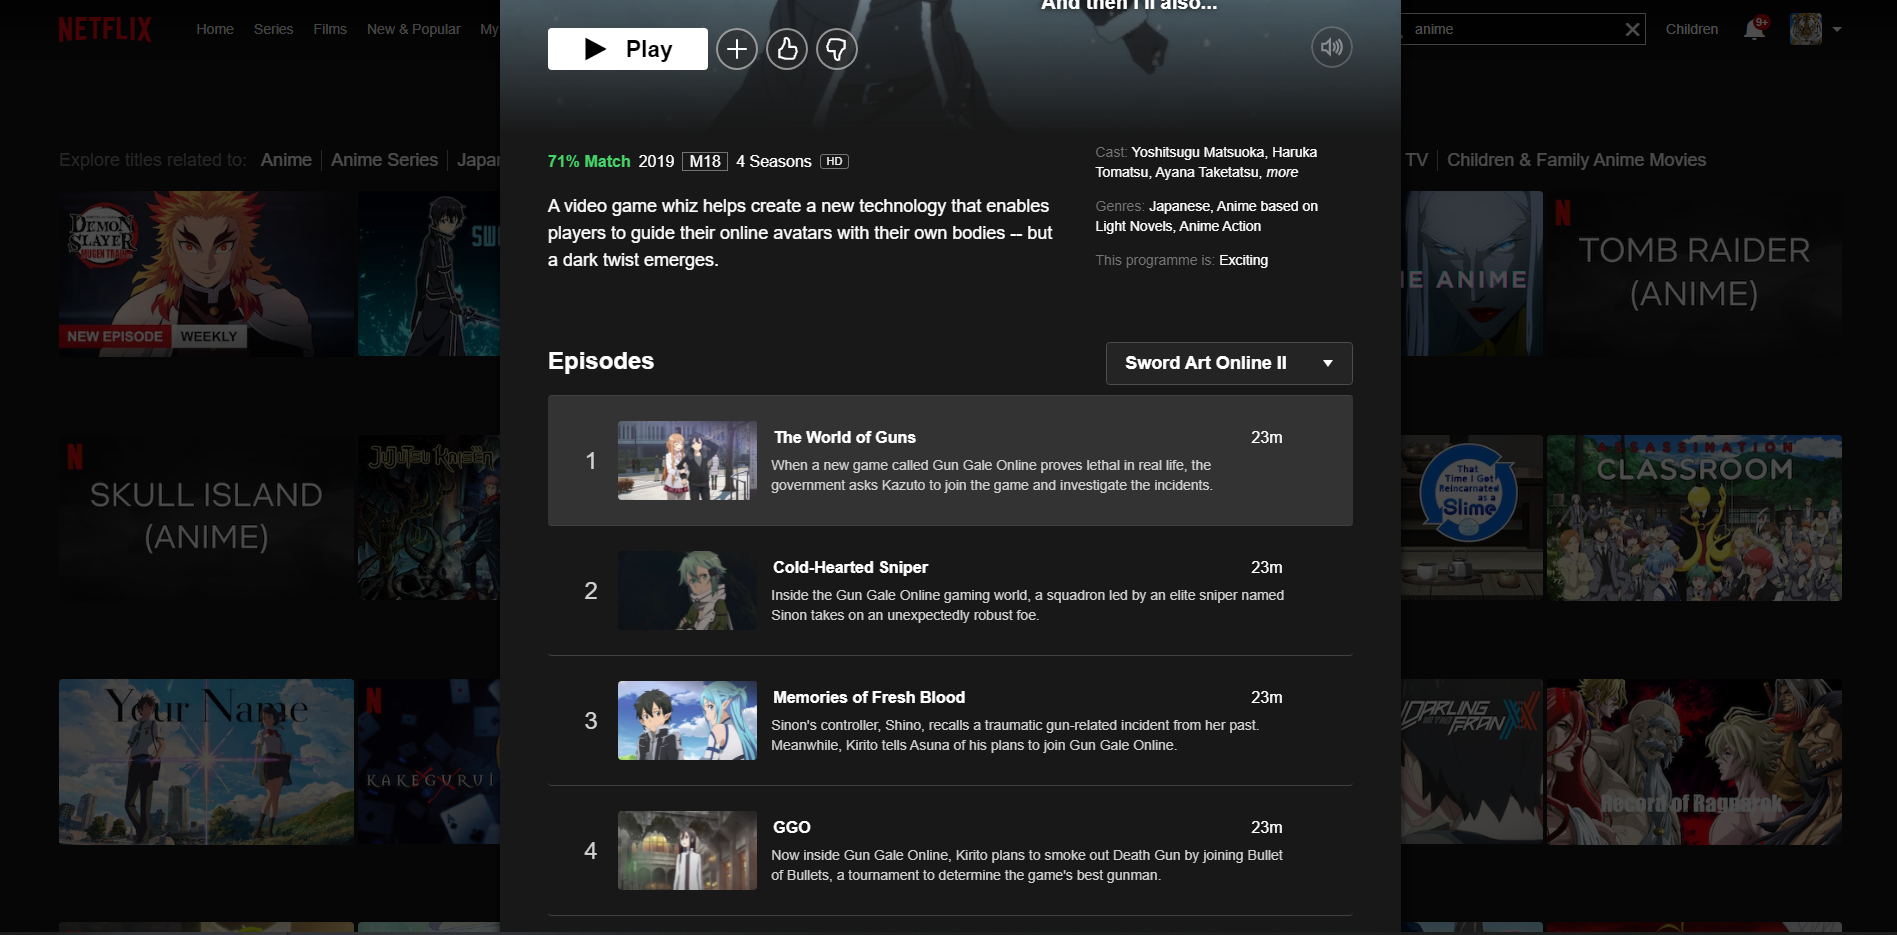 And then I'll also...
NETFLIX
Home
Series
Films
New & Popular
My
anime
Children
9+
Play
Explore titles related to:
Anime
Anime Series
TV
Children & Family Anime Movies
71% Match 2019 M18 4 Seasons HD
A video game whiz helps create a new technology that enables
players to guide their online avatars with their own bodies -- but
a dark twist emerges.
Cast: Yoshitsugu Matsuoka, Haruka
Tomatsu, Ayana Taketatsu, more
Genres: Japanese, Anime based on
Light Novels, Anime Action
This programme is: Exciting
DEMON
SLAYER
MUGEN TRAIN
NEW EPISODE
WEEKLY
ANIME
N
TOMB RAIDER
(ANIME)
Episodes
Sword Art Online II
1
The World of Guns
23m
When a new game called Gun Gale Online proves lethal in real life, the
government asks Kazuto to join the game and investigate the incidents.
2
Cold-Hearted Sniper
23m
Inside the Gun Gale Online gaming world, a squadron led by an elite sniper named
Sinon takes on an unexpectedly robust foe.
3
Memories of Fresh Blood
23m
Sinon's controller, Shino, recalls a traumatic gun-related incident from her past.
Meanwhile, Kirito tells Asuna of his plans to join Gun Gale Online.
4
GGO
23m
Now inside Gun Gale Online, Kirito plans to smoke out Death Gun by joining Bullet
of Bullets, a tournament to determine the game's best gunman.
N
SKULL ISLAND
(ANIME)
JUJUTSU KAISEN
That
Time I Got
Reincarnated
as a
Slime
ASSASSINATION
CLASSROOM
Your Name
N
KAKEGURUI
DARLING
in the
FRANXX
Record of Ragnarok